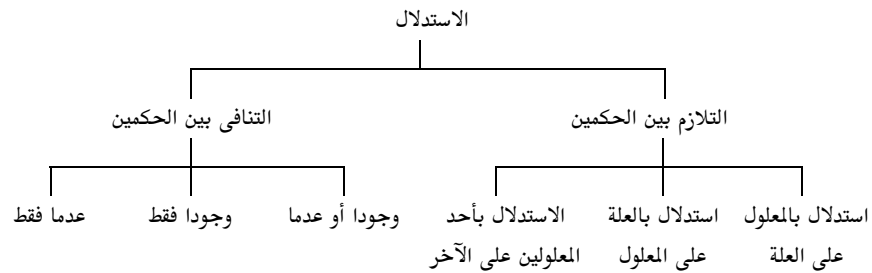 الاستدلال
التلازم بين الحكمين
التنافى بين الحكمين
استدلال بالمعلول
على العلة
استدلال بالعلة
على المعلول
الاستدلال بأحد
المعلولين على الآخر
وجودا أو عدما
وجودا فقط
عدما فقط